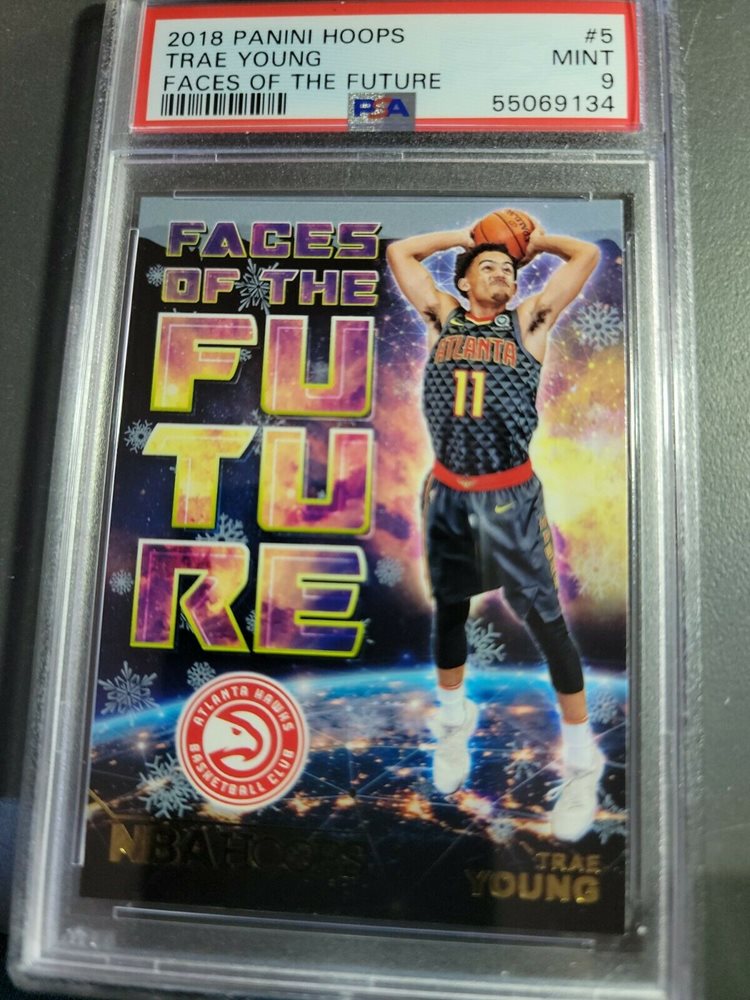 2018 PANINI HOOPS #5
TRAE YOUNG MINT
FACES OF THE FUTURE 9
PSA 55069134
FACES
OF THE
FU
TU
RE
ATLANTA
11
ATLANTA HAWKS
BASKETBALL CLUB
NBA HOOPS
TRAE
YOUNG